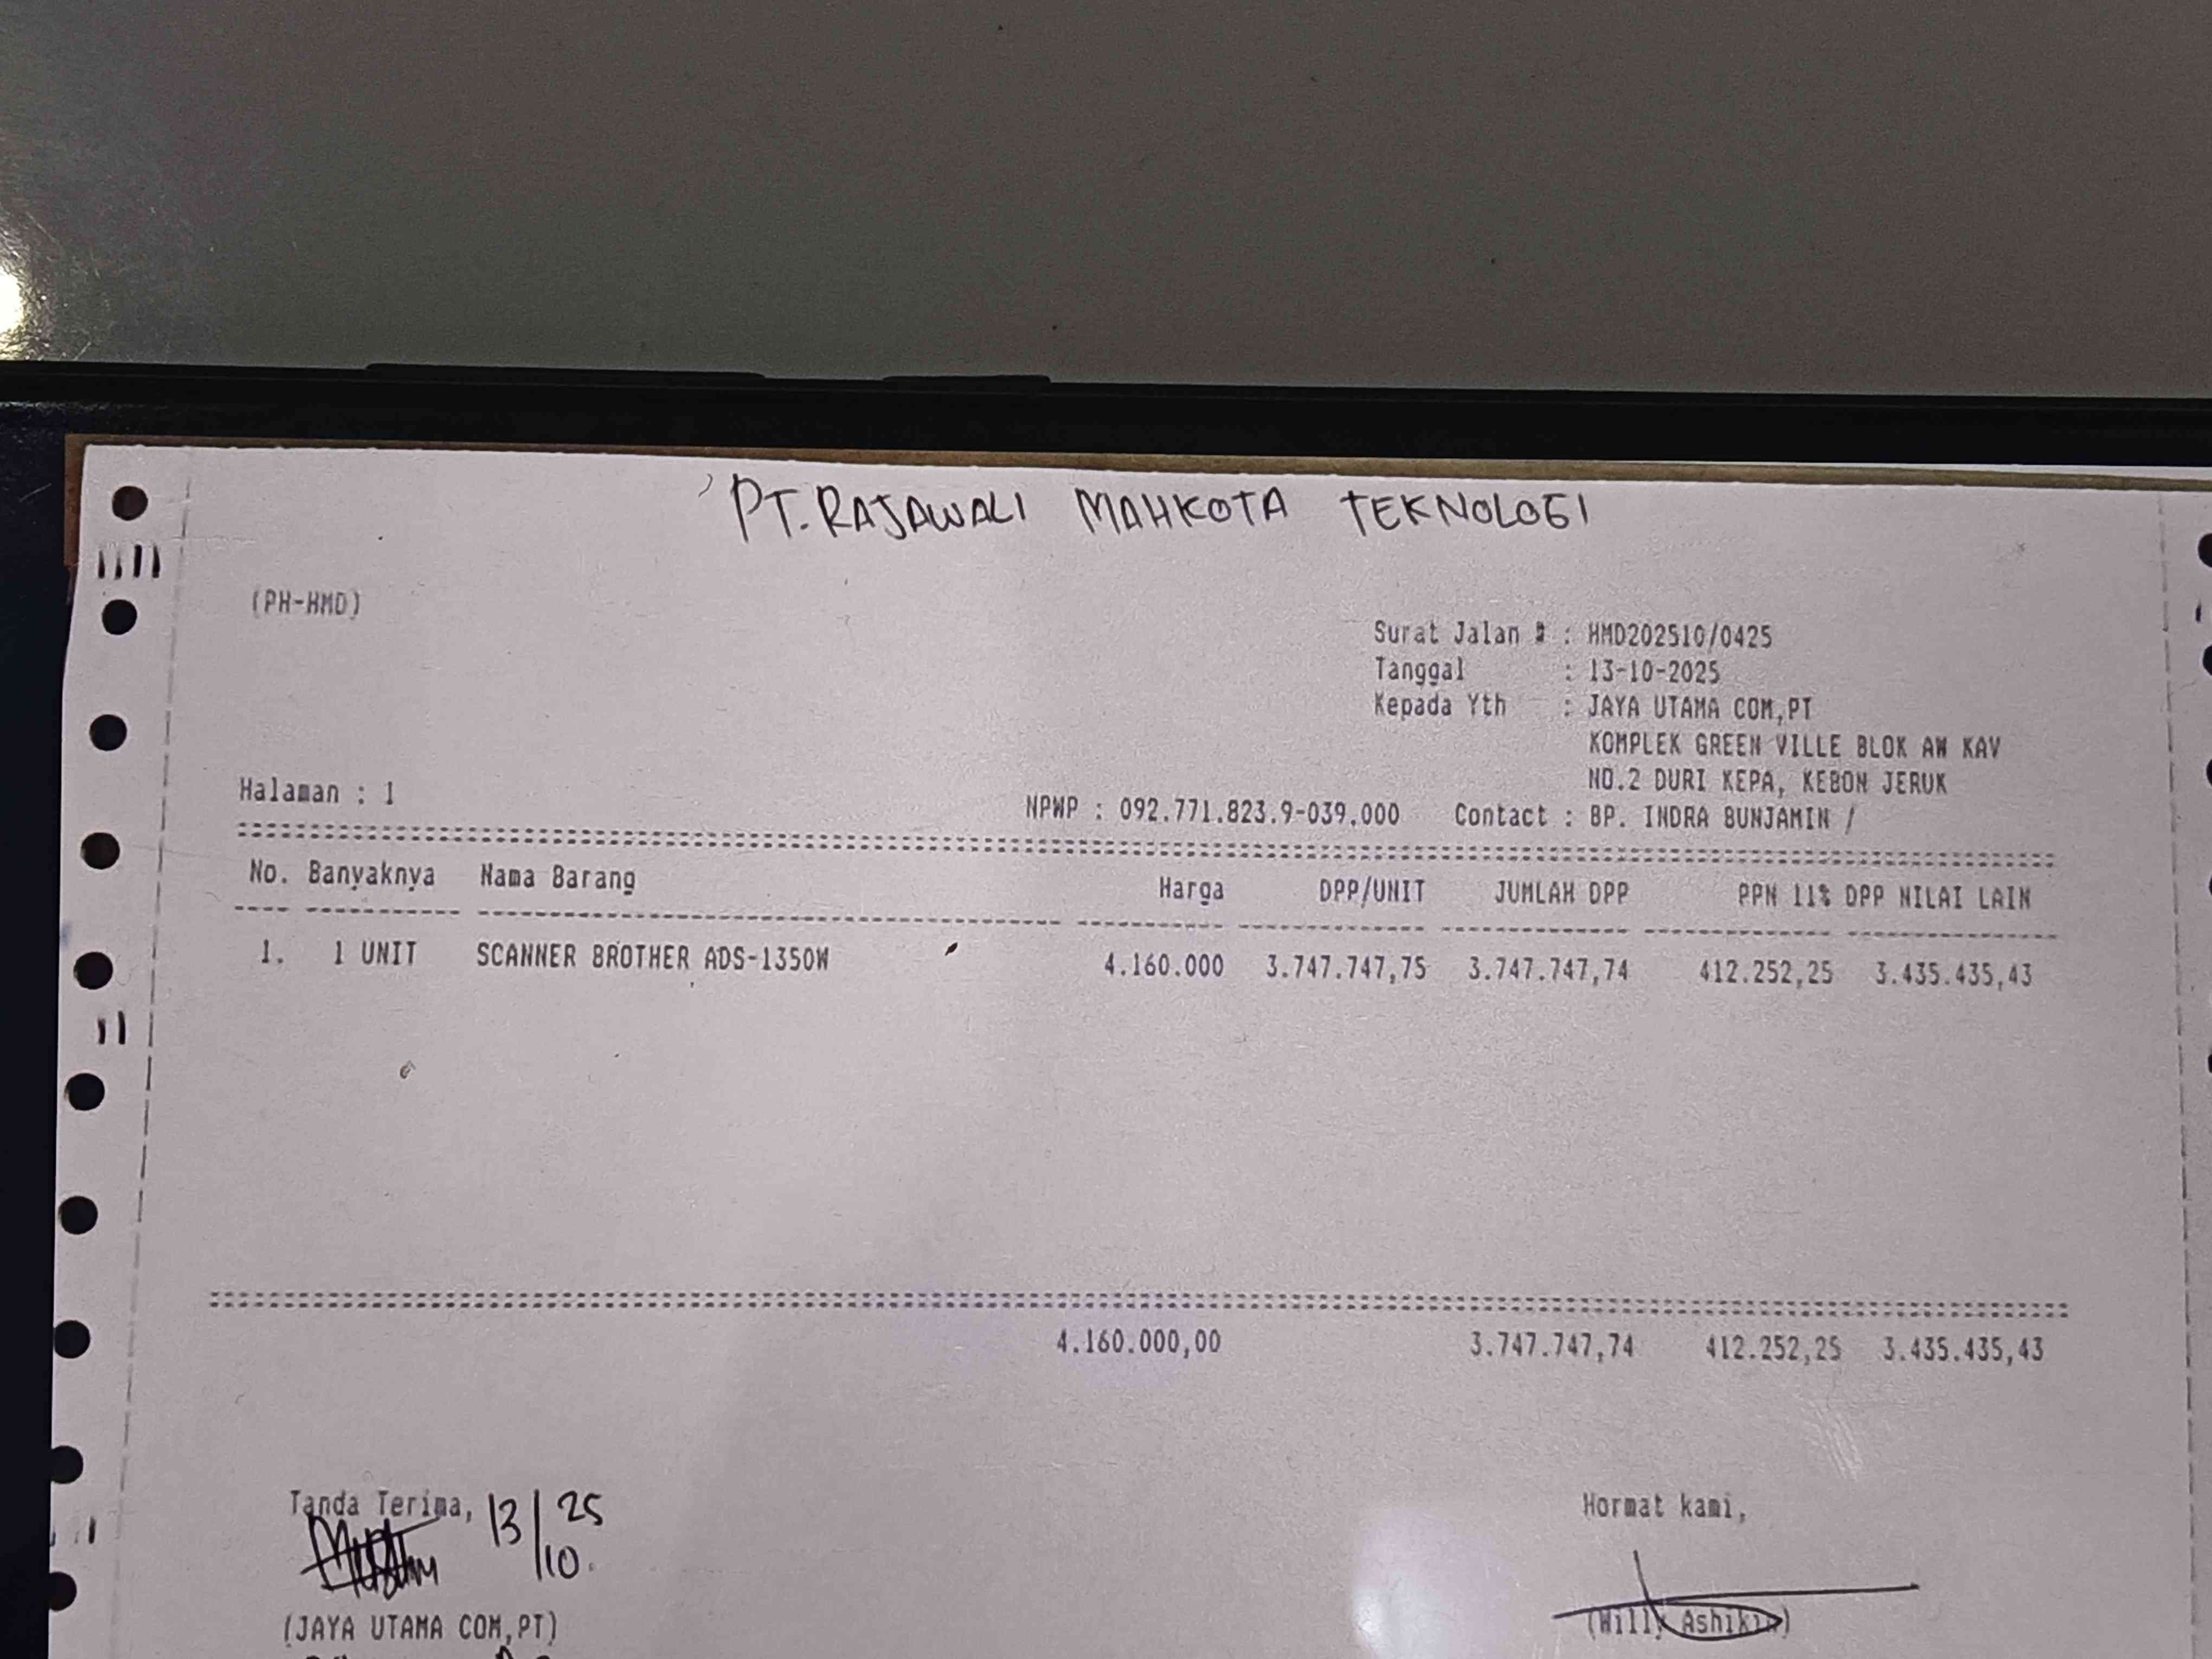 PT. RAJAWALI MAHKOTA TEKNOLOGI
(PH-HMD)
Surat Jalan # : HMD202510/0425
Tanggal : 13-10-2025
Kepada Yth : JAYA UTAMA COM,PT
KOMPLEK GREEN VILLE BLOK AW KAV
NO.2 DURI KEPA, KEBON JERUK
Halaman : 1 NPWP : 092.771.823.9-039.000 Contact : BP. INDRA BUNJAMIN /
No. Banyaknya Nama Barang Harga DPP/UNIT JUMLAH DPP PPN 11% DPP NILAI LAIN
1. 1 UNIT SCANNER BROTHER ADS-1350W 4.160.000 3.747.747,75 3.747.747,74 412.252,25 3.435.435,43
4.160.000,00 3.747.747,74 412.252,25 3.435.435,43
Tanda Terima, 13/10 25 Hormat kami,
(JAYA UTAMA COM,PT) (Willy Ashikin)